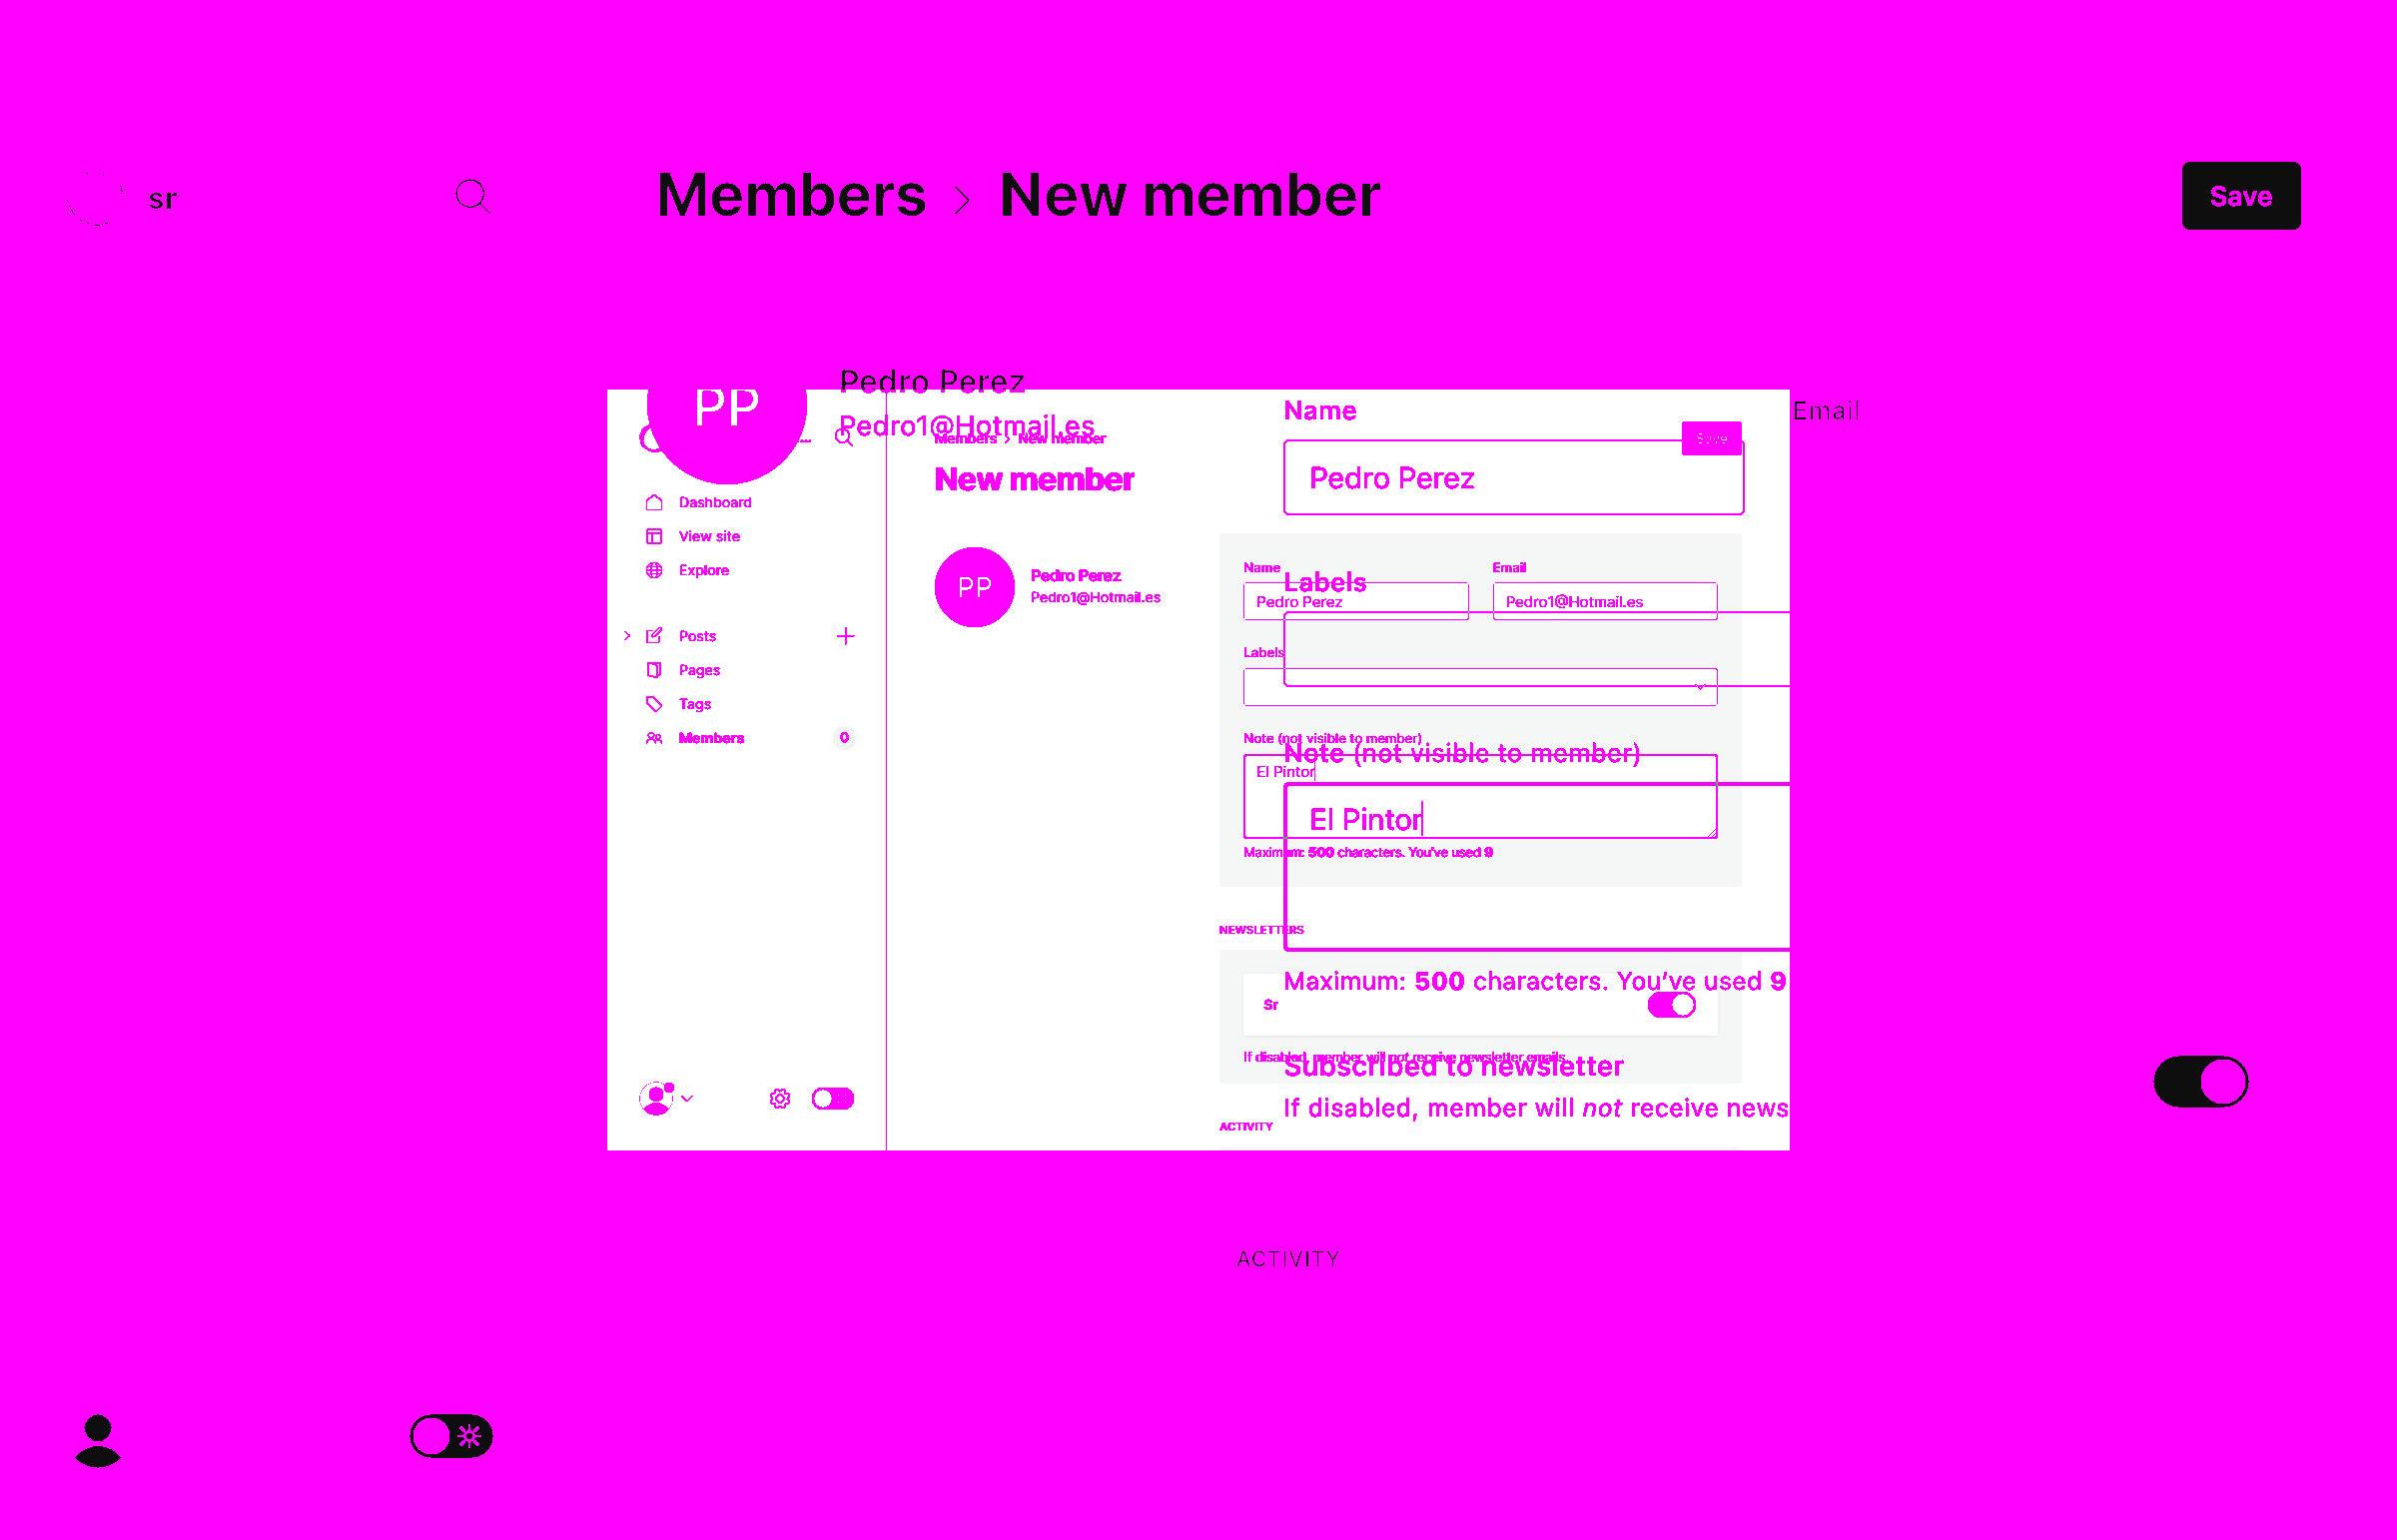 sr
Members > New member
Save
Pedro Perez
Pedro1@Hotmail.es
Name
Email
Pedro Perez
Members > New member
Save
New member
Dashboard
View site
Explore
PP
PP
Pedro Perez
Pedro1@Hotmail.es
Name
Email
Labels
Pedro Perez
Pedro1@Hotmail.es
Posts
Pages
Tags
Members 0
Labels
Note (not visible to member)
Note (not visible to member)
El Pintor
El Pintor
Maximum: 500 characters. You've used 9
NEWSLETTERS
Maximum: 500 characters. You've used 9
Sr
If disabled, member will not receive newsletter emails
Subscribed to newsletter
If disabled, member will not receive news
ACTIVITY
ACTIVITY